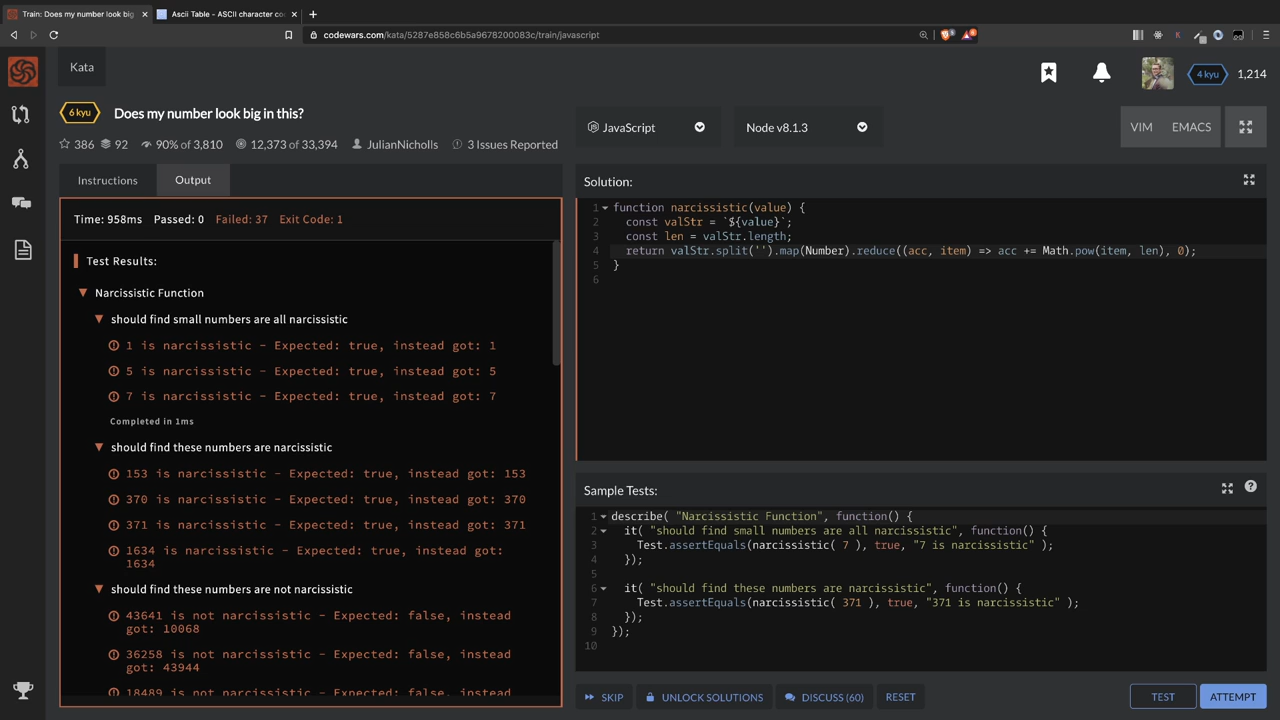 Train: Does my number look big
Ascii Table - ASCII character co
codewars.com/kata/5287e858c6b5a9678200083c/train/javascript
Kata
4 kyu
1,214
6 kyu
Does my number look big in this?
386
92
90% of 3,810
12,373 of 33,394
JulianNicholls
3 Issues Reported
JavaScript
Node v8.1.3
VIM
EMACS
Instructions
Output
Time: 958ms Passed: 0 Failed: 37 Exit Code: 1
Test Results:
Narcissistic Function
should find small numbers are all narcissistic
1 is narcissistic - Expected: true, instead got: 1
5 is narcissistic - Expected: true, instead got: 5
7 is narcissistic - Expected: true, instead got: 7
Completed in 1ms
should find these numbers are narcissistic
153 is narcissistic - Expected: true, instead got: 153
370 is narcissistic - Expected: true, instead got: 370
371 is narcissistic - Expected: true, instead got: 371
1634 is narcissistic - Expected: true, instead got:
1634
should find these numbers are not narcissistic
43641 is not narcissistic - Expected: false, instead
got: 10068
36258 is not narcissistic - Expected: false, instead
got: 43944
18489 is not narcissistic - Expected: false, instead
Solution:
1 function narcissistic(value) {
2 const valStr = `${value}`;
3 const len = valStr.length;
4 return valStr.split('').map(Number).reduce((acc, item) => acc += Math.pow(item, len), 0);
5 }
6
Sample Tests:
1 describe( "Narcissistic Function", function() {
2 it( "should find small numbers are all narcissistic", function() {
3 Test.assertEquals(narcissistic( 7 ), true, "7 is narcissistic" );
4 });
5
6 it( "should find these numbers are narcissistic", function() {
7 Test.assertEquals(narcissistic( 371 ), true, "371 is narcissistic" );
8 });
9 });
10
SKIP
UNLOCK SOLUTIONS
DISCUSS (60)
RESET
TEST
ATTEMPT